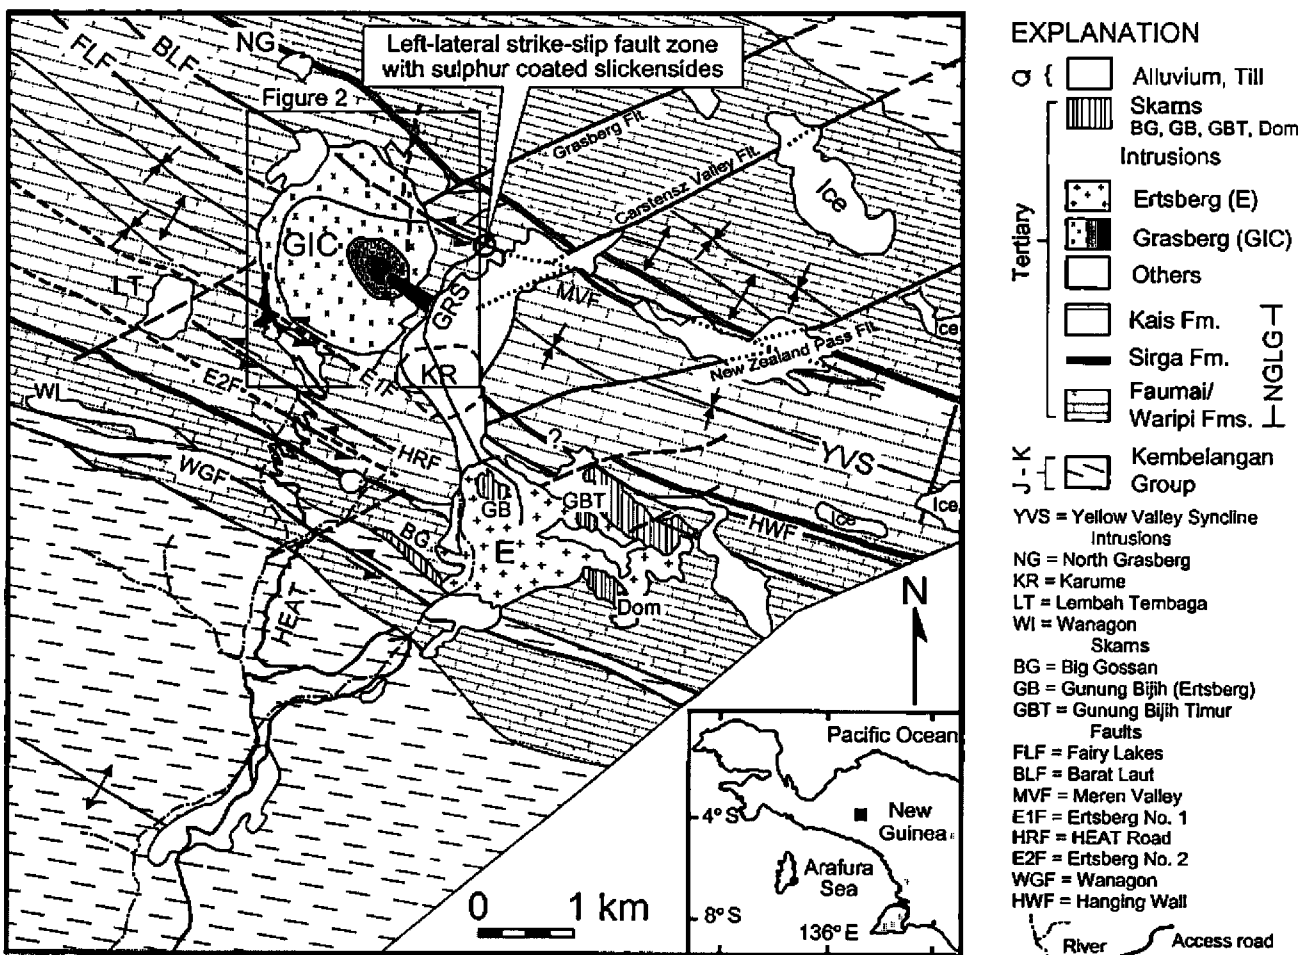 Left-lateral strike-slip fault zone
with sulphur coated slickensides
NG
BLF
FLF
Figure 2
Grasberg Flt.
Carstensz Valley Flt.
Ice
GIC
LT
GRS
MVF
Ice
New Zealand Pass Flt.
KR
E1F
E2F
WI
?
YVS
HRF
WGF
GB
GBT
Ice
Ice
HWF
BG
E
Dom
HEAT
N
0 1 km
Pacific Ocean
4° S
New
Guinea
Arafura
Sea
8° S
136° E
EXPLANATION
Q { Alluvium, Till
Tertiary
Skarns
BG, GB, GBT, Dom
Intrusions
Ertsberg (E)
Grasberg (GIC)
Others
Kais Fm.
Sirga Fm.
Faumai/
Waripi Fms.
NGLG
J - K
Kembelangan
Group
YVS = Yellow Valley Syncline
Intrusions
NG = North Grasberg
KR = Karume
LT = Lembah Tembaga
WI = Wanagon
Skarns
BG = Big Gossan
GB = Gunung Bijih (Ertsberg)
GBT = Gunung Bijih Timur
Faults
FLF = Fairy Lakes
BLF = Barat Laut
MVF = Meren Valley
E1F = Ertsberg No. 1
HRF = HEAT Road
E2F = Ertsberg No. 2
WGF = Wanagon
HWF = Hanging Wall
River
Access road